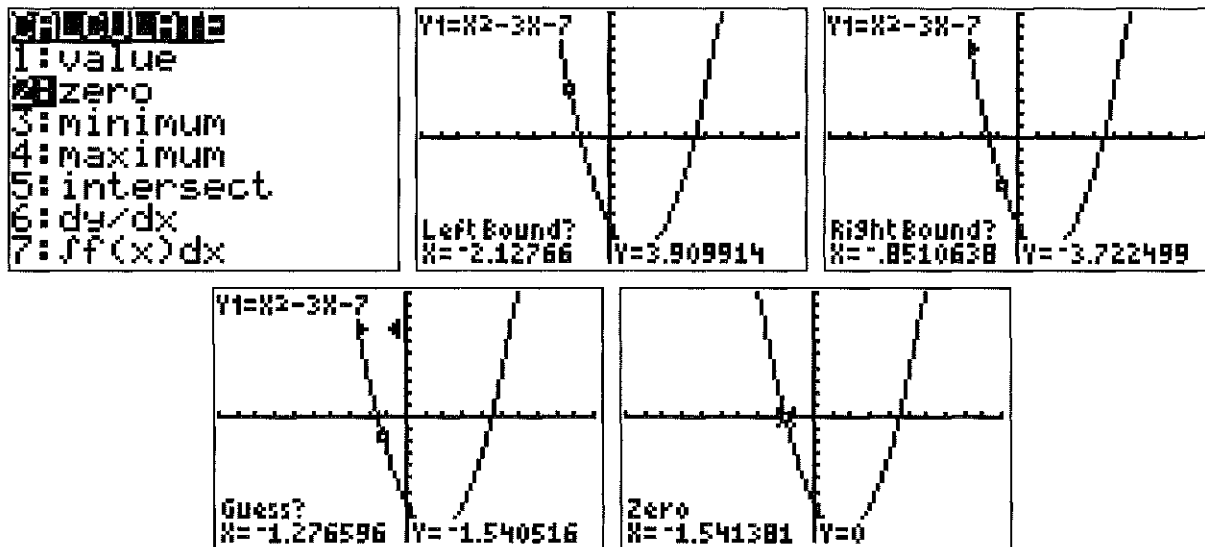 CALCULATE
1:value
2:zero
3:minimum
4:maximum
5:intersect
6:dy/dx
7:∫f(x)dx
Y1=X2-3X-7
Left Bound?
X=-2.12766 Y=3.909914
Y1=X2-3X-7
Right Bound?
X=-.8510638 Y=-3.722499
Y1=X2-3X-7
Guess?
X=-1.276596 Y=-1.540516
Zero
X=-1.541381 Y=0